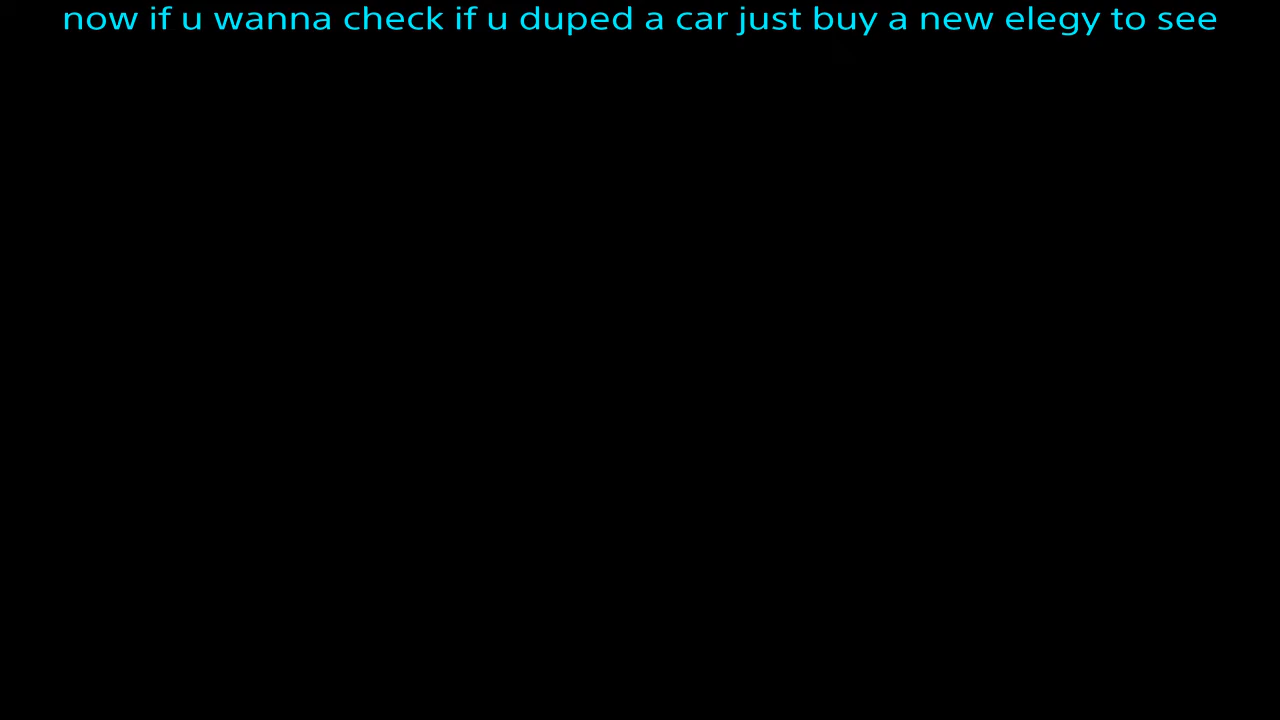 now if u wanna check if u duped a car just buy a new elegy to see